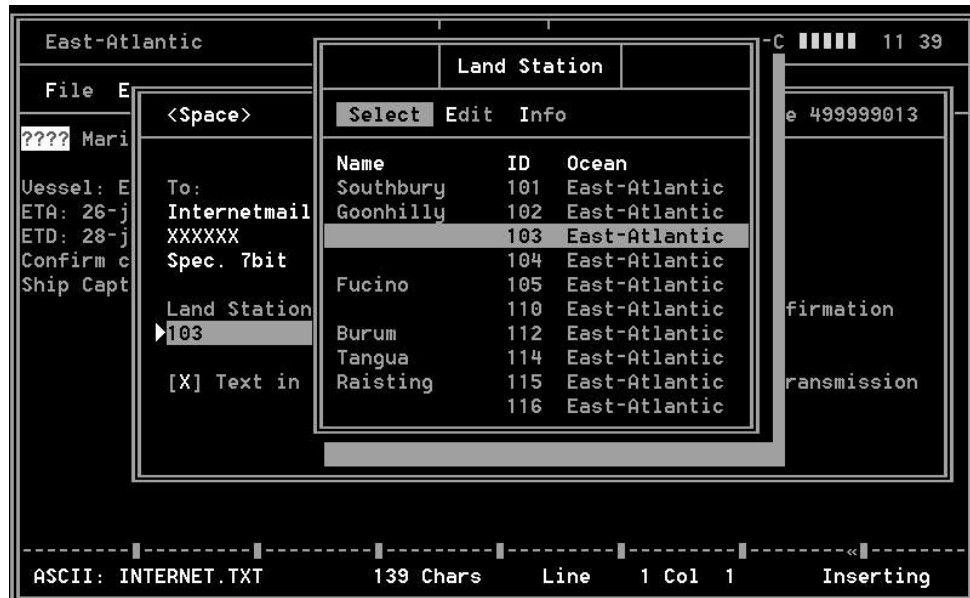 East-Atlantic
-C 11 39
Land Station
File E
<Space>
Select Edit Info
e 499999013
???? Mari
Name ID Ocean
Vessel: E
To:
Southbury 101 East-Atlantic
ETA: 26-j
Internetmail
Goonhilly 102 East-Atlantic
ETD: 28-j
XXXXXX
103 East-Atlantic
Confirm c
Spec. 7bit
104 East-Atlantic
Ship Capt
Fucino 105 East-Atlantic
Land Station
110 East-Atlantic
firmation
103
Burum 112 East-Atlantic
Tangua 114 East-Atlantic
[X] Text in
Raisting 115 East-Atlantic
ransmission
116 East-Atlantic
ASCII: INTERNET.TXT 139 Chars Line 1 Col 1 Inserting